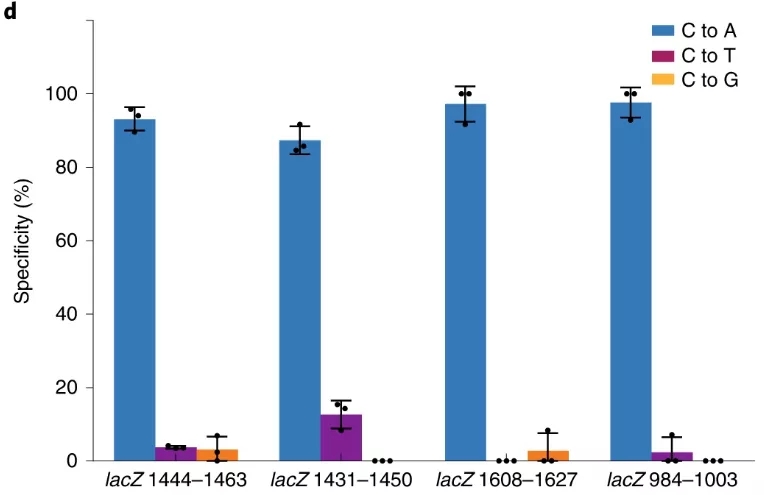 d
C to A
C to T
C to G
Specificity (%)
100
80
60
40
20
0
lacZ 1444–1463 lacZ 1431–1450 lacZ 1608–1627 lacZ 984–1003